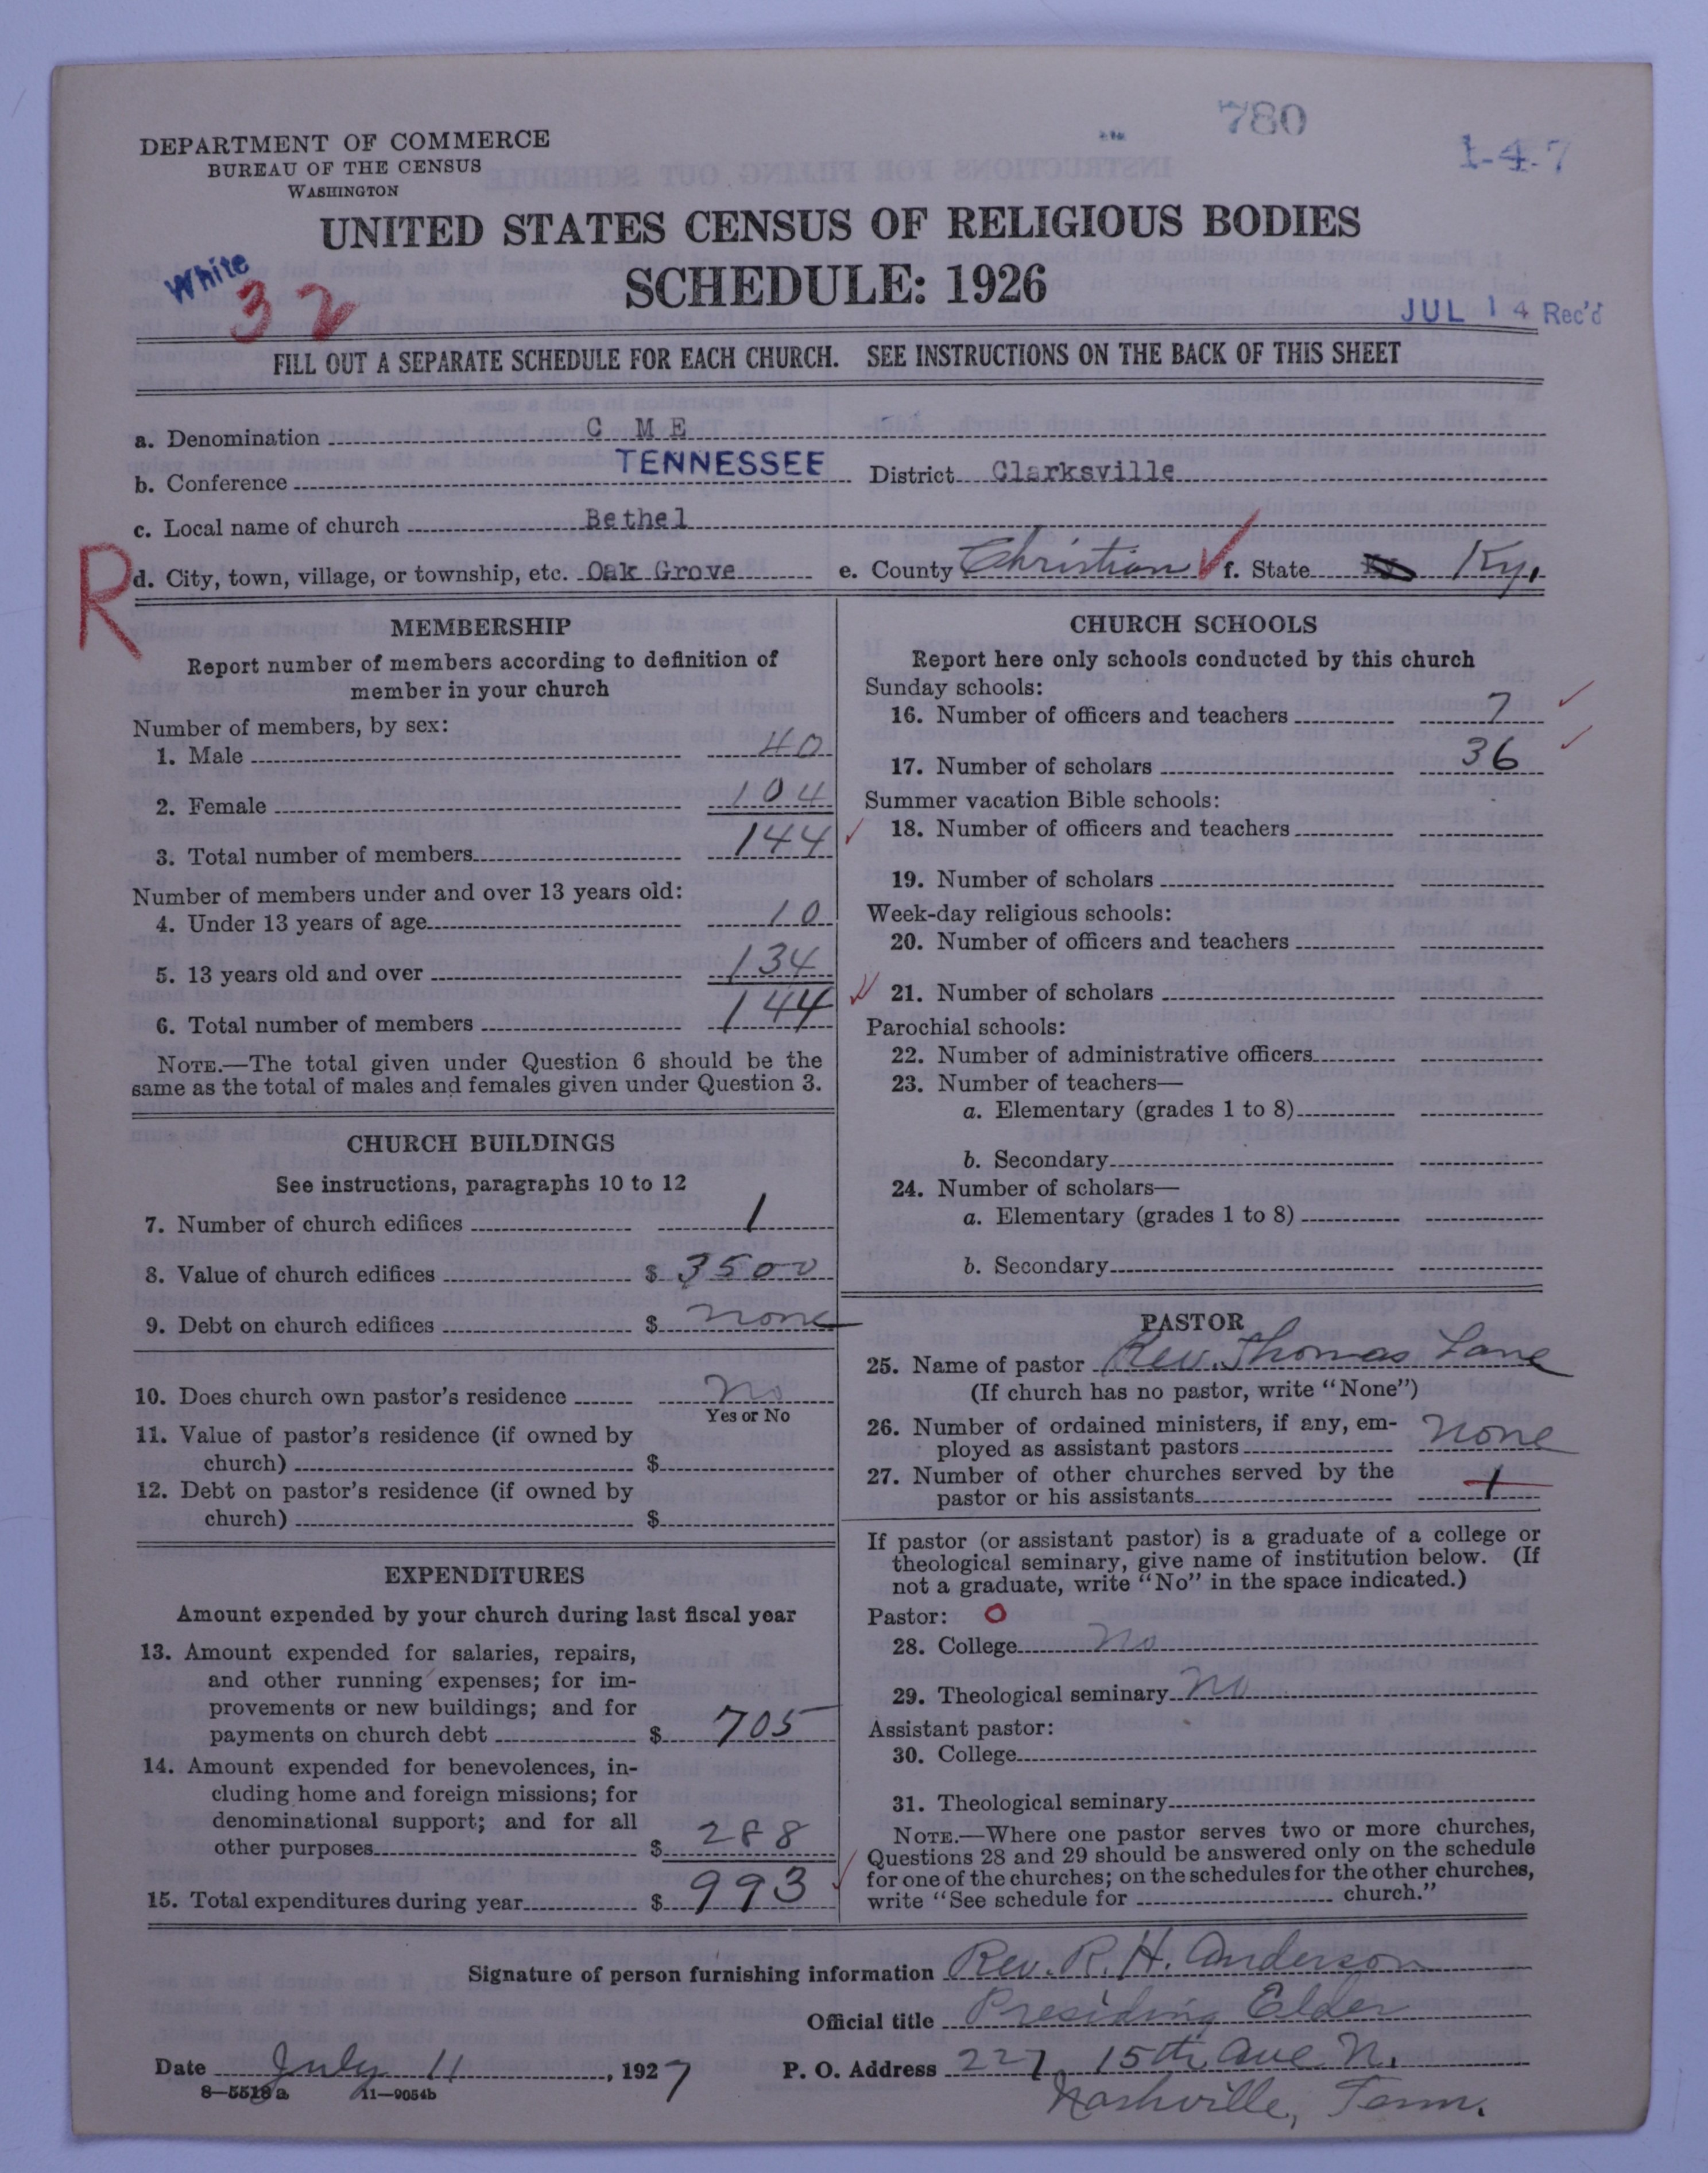 780
1-4-7
DEPARTMENT OF COMMERCE
BUREAU OF THE CENSUS
WASHINGTON
UNITED STATES CENSUS OF RELIGIOUS BODIES
SCHEDULE: 1926
White
32
JUL 14 Rec'd
FILL OUT A SEPARATE SCHEDULE FOR EACH CHURCH. SEE INSTRUCTIONS ON THE BACK OF THIS SHEET
a. Denomination C M E
b. Conference TENNESSEE District Clarksville
c. Local name of church Bethel
R
d. City, town, village, or township, etc. Oak Grove e. County Christian f. State Ky.
MEMBERSHIP
Report number of members according to definition of
member in your church
Number of members, by sex:
1. Male 40
2. Female 104
3. Total number of members 144
Number of members under and over 13 years old:
4. Under 13 years of age 10
5. 13 years old and over 134
6. Total number of members 144
NOTE.—The total given under Question 6 should be the
same as the total of males and females given under Question 3.
CHURCH BUILDINGS
See instructions, paragraphs 10 to 12
7. Number of church edifices 1
8. Value of church edifices $ 3500
9. Debt on church edifices $ none
10. Does church own pastor's residence no
Yes or No
11. Value of pastor's residence (if owned by
church) $
12. Debt on pastor's residence (if owned by
church) $
EXPENDITURES
Amount expended by your church during last fiscal year
13. Amount expended for salaries, repairs,
and other running expenses; for im-
provements or new buildings; and for
payments on church debt $ 705
14. Amount expended for benevolences, in-
cluding home and foreign missions; for
denominational support; and for all
other purposes $ 288
15. Total expenditures during year $ 993
CHURCH SCHOOLS
Report here only schools conducted by this church
Sunday schools:
16. Number of officers and teachers 7
17. Number of scholars 36
Summer vacation Bible schools:
18. Number of officers and teachers
19. Number of scholars
Week-day religious schools:
20. Number of officers and teachers
21. Number of scholars
Parochial schools:
22. Number of administrative officers
23. Number of teachers—
a. Elementary (grades 1 to 8)
b. Secondary
24. Number of scholars—
a. Elementary (grades 1 to 8)
b. Secondary
PASTOR
25. Name of pastor Rev. Thomas Lane
(If church has no pastor, write "None")
26. Number of ordained ministers, if any, em-
ployed as assistant pastors none
27. Number of other churches served by the
pastor or his assistants 1
If pastor (or assistant pastor) is a graduate of a college or
theological seminary, give name of institution below. (If
not a graduate, write "No" in the space indicated.)
Pastor: O
28. College no
29. Theological seminary no
Assistant pastor:
30. College
31. Theological seminary
NOTE.—Where one pastor serves two or more churches,
Questions 28 and 29 should be answered only on the schedule
for one of the churches; on the schedules for the other churches,
write "See schedule for church."
Signature of person furnishing information Rev. R. H. Anderson
Official title Presiding Elder
Date July 11, 1927 P. O. Address 227 15th ave. N.
8—5518 a 11—9054b
Nashville, Tenn.